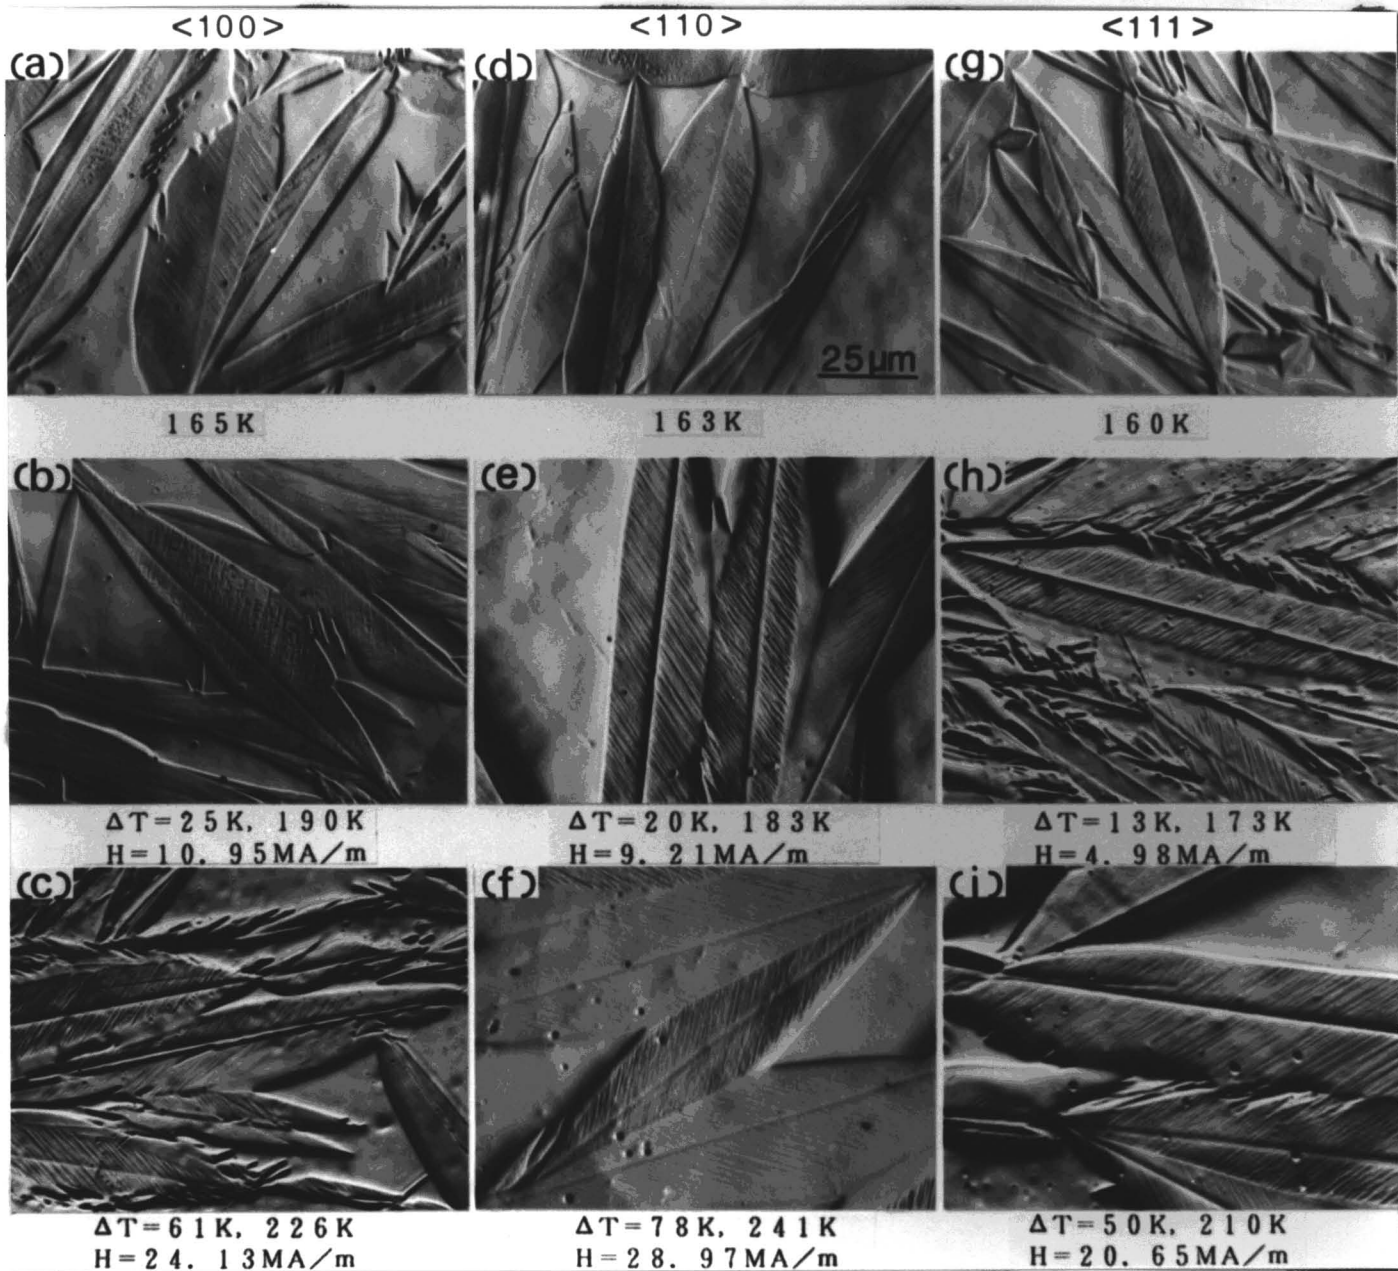 <100> <110> <111>
(a) (d) (g)
25μm
165K 163K 160K
(b) (e) (h)
ΔT=25K, 190K ΔT=20K, 183K ΔT=13K, 173K
H=10. 95MA/m H=9. 21MA/m H=4. 98MA/m
(c) (f) (i)
ΔT=61K, 226K ΔT=78K, 241K ΔT=50K, 210K
H=24. 13MA/m H=28. 97MA/m H=20. 65MA/m